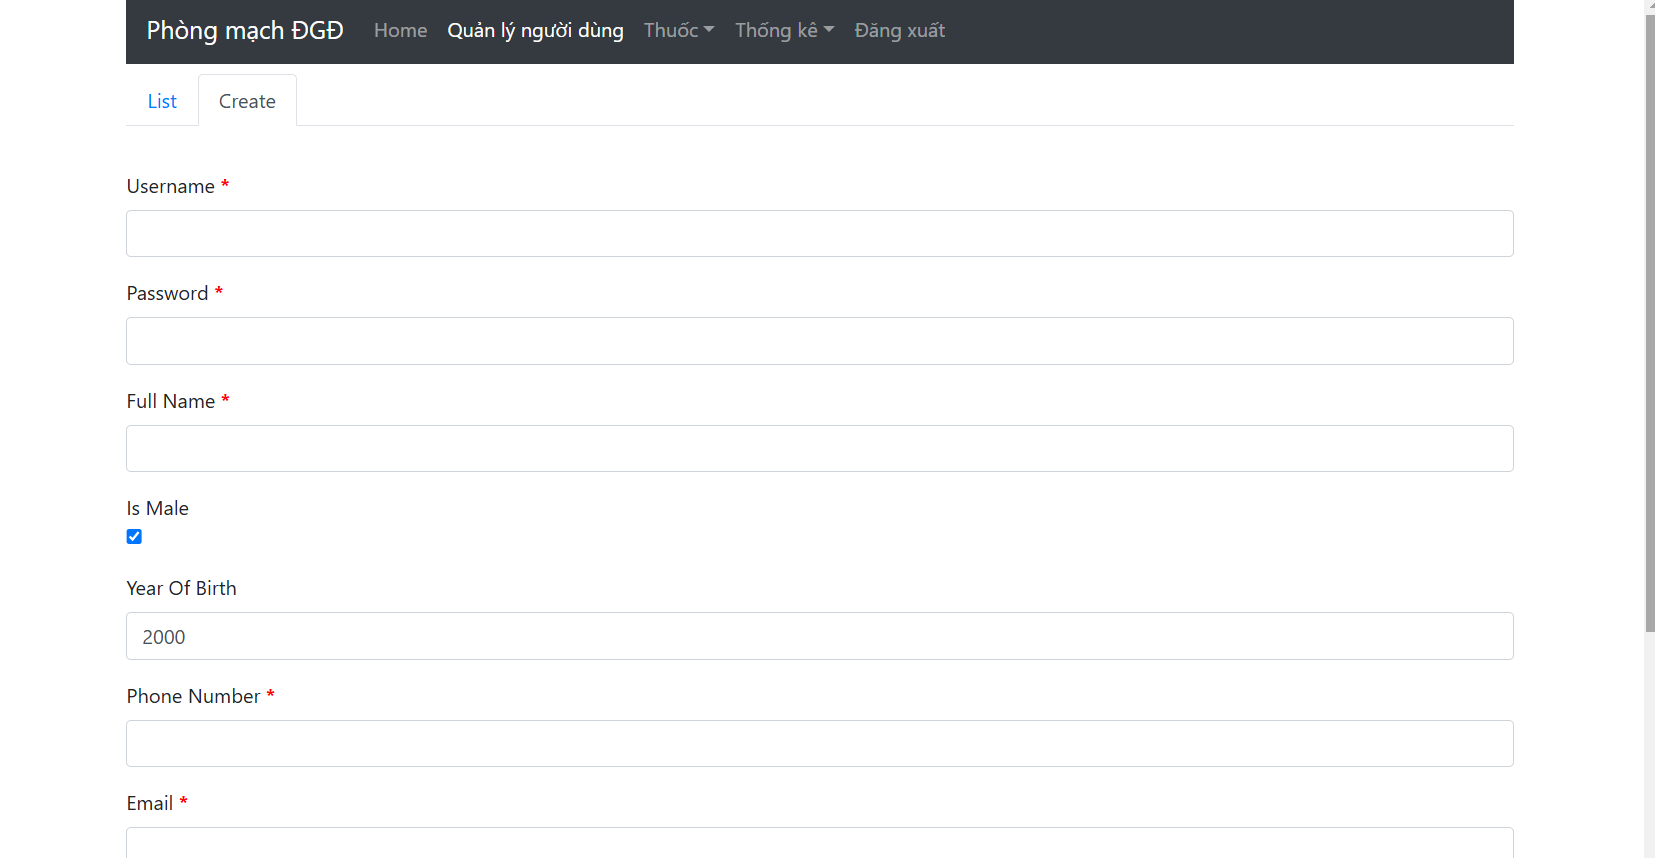 Phòng mạch ĐGĐ Home Quản lý người dùng Thuốc Thống kê Đăng xuất
List Create
Username *
Password *
Full Name *
Is Male
Year Of Birth
2000
Phone Number *
Email *